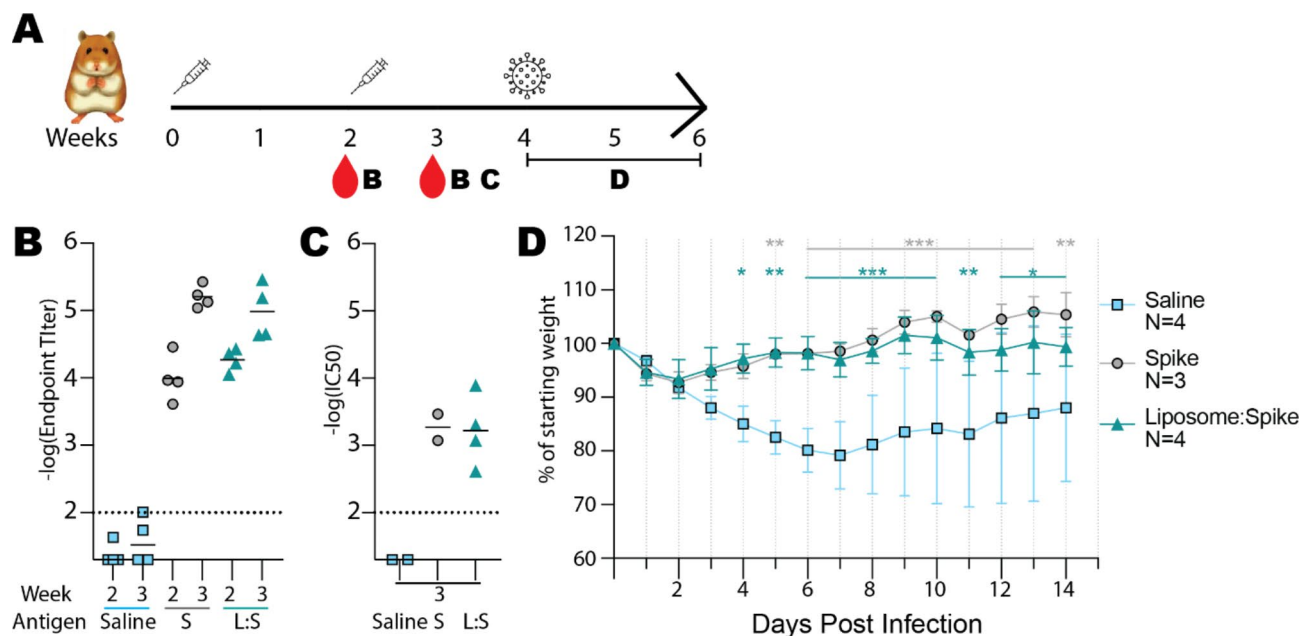 A
Weeks 0 1 2 3 4 5 6
B B C D
B
6
5
4
3
2
-log(Endpoint TIter)
Week 2 3 2 3 2 3
Antigen Saline S L:S
C
6
5
4
3
2
-log(IC50)
3
Saline S L:S
D
120
110
100
90
80
70
60
% of starting weight
** *** **
* ** *** ** *
2 4 6 8 10 12 14
Days Post Infection
Saline
N=4
Spike
N=3
Liposome:Spike
N=4